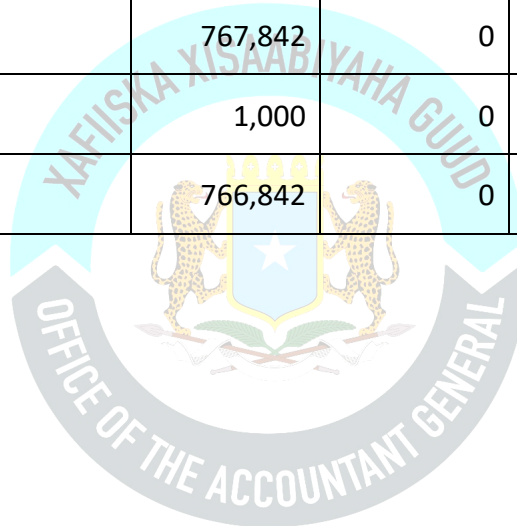 767,842 0
XAFIISKA XISAABIYAHA GUUD
1,000 0
766,842 0
OFFICE OF THE ACCOUNTANT GENERAL